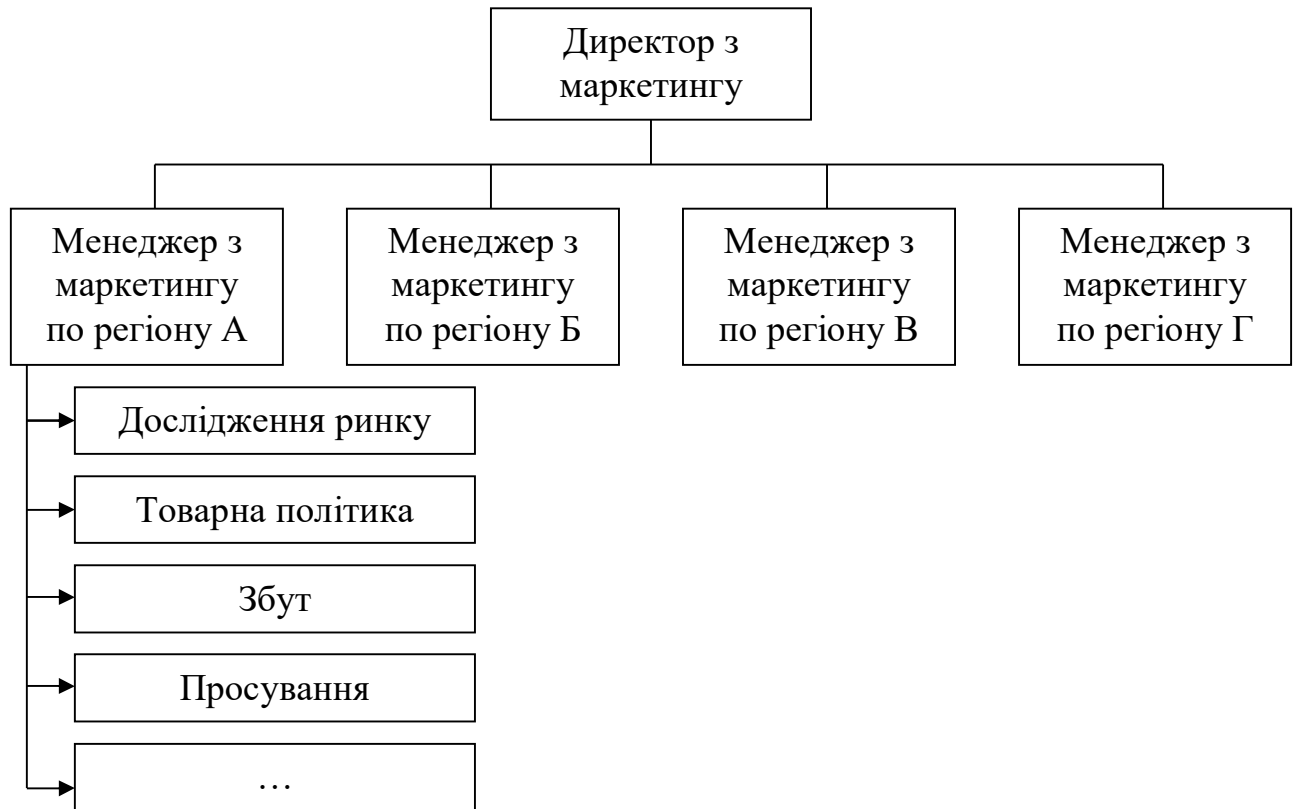 Директор з
маркетингу
Менеджер з
маркетингу
по регіону А
Менеджер з
маркетингу
по регіону Б
Менеджер з
маркетингу
по регіону В
Менеджер з
маркетингу
по регіону Г
Дослідження ринку
Товарна політика
Збут
Просування
…